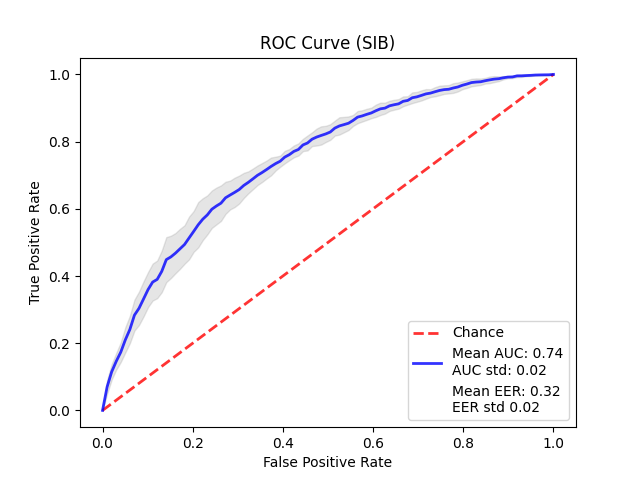 ROC Curve (SIB)
True Positive Rate
1.0
0.8
0.6
0.4
0.2
0.0
0.0 0.2 0.4 0.6 0.8 1.0
False Positive Rate
Chance
Mean AUC: 0.74
AUC std: 0.02
Mean EER: 0.32
EER std 0.02